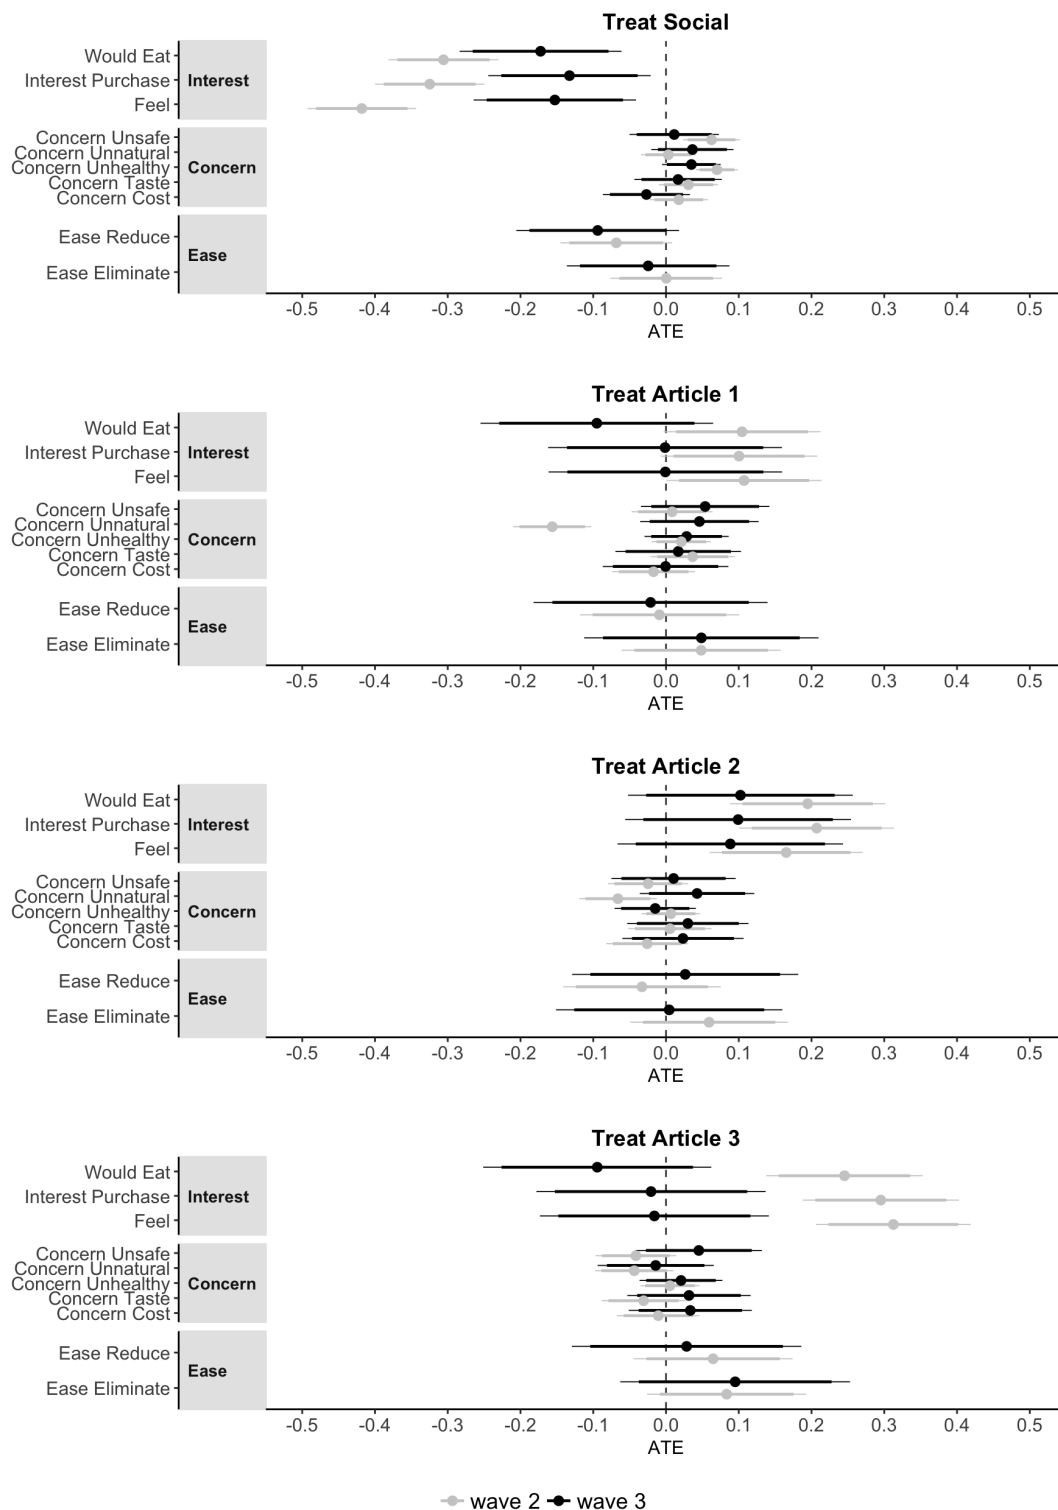 Treat Social
Would Eat
Interest Purchase
Feel
Interest
Concern Unsafe
Concern Unnatural
Concern Unhealthy
Concern Taste
Concern Cost
Concern
Ease Reduce
Ease Eliminate
Ease
-0.5 -0.4 -0.3 -0.2 -0.1 0.0 0.1 0.2 0.3 0.4 0.5
ATE
Treat Article 1
Would Eat
Interest Purchase
Feel
Interest
Concern Unsafe
Concern Unnatural
Concern Unhealthy
Concern Taste
Concern Cost
Concern
Ease Reduce
Ease Eliminate
Ease
-0.5 -0.4 -0.3 -0.2 -0.1 0.0 0.1 0.2 0.3 0.4 0.5
ATE
Treat Article 2
Would Eat
Interest Purchase
Feel
Interest
Concern Unsafe
Concern Unnatural
Concern Unhealthy
Concern Taste
Concern Cost
Concern
Ease Reduce
Ease Eliminate
Ease
-0.5 -0.4 -0.3 -0.2 -0.1 0.0 0.1 0.2 0.3 0.4 0.5
ATE
Treat Article 3
Would Eat
Interest Purchase
Feel
Interest
Concern Unsafe
Concern Unnatural
Concern Unhealthy
Concern Taste
Concern Cost
Concern
Ease Reduce
Ease Eliminate
Ease
-0.5 -0.4 -0.3 -0.2 -0.1 0.0 0.1 0.2 0.3 0.4 0.5
ATE
wave 2 wave 3